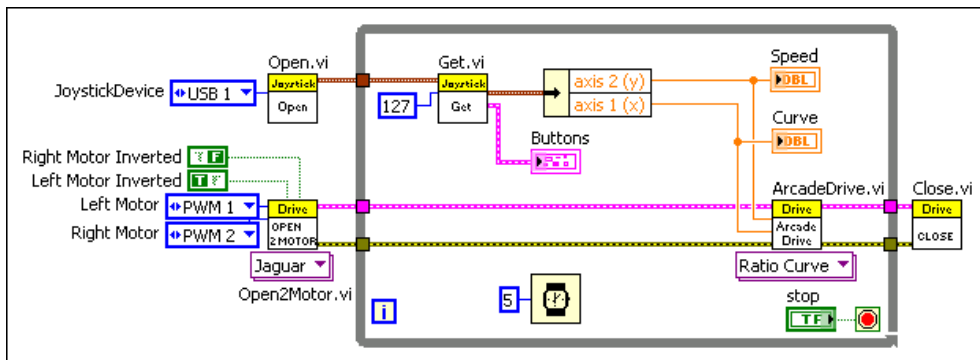 Open.vi
Joystick
Open
JoystickDevice
USB 1
Get.vi
Joystick
Get
127
axis 2 (y)
axis 1 (x)
Speed
DBL
Curve
DBL
Buttons
Right Motor Inverted
F
Left Motor Inverted
T
Left Motor
PWM 1
Right Motor
PWM 2
Drive
OPEN
2 MOTOR
Jaguar
Open2Motor.vi
ArcadeDrive.vi
Drive
Arcade
Drive
Ratio Curve
Close.vi
Drive
CLOSE
i
5
stop
TF